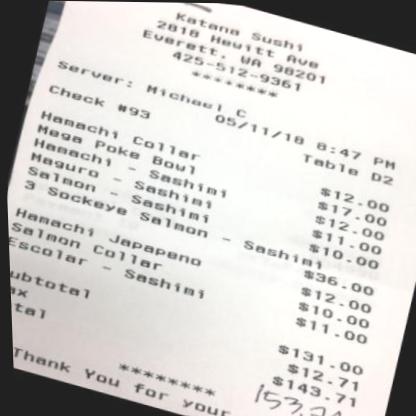 Katana Sushi
2818 Hewitt Ave
Everett, WA 98201
425-512-9361
********
Server: Michael C
05/11/18 8:47 PM
Check #93 Table D2
Hamachi Collar $12.00
Mega Poke Bowl $17.00
Hamachi - Sashimi $12.00
Maguro - Sashimi $11.00
Salmon - Sashimi $10.00
3 Sockeye Salmon - Sashimi $36.00
Hamachi Japapeno $12.00
Salmon Collar $10.00
Escolar - Sashimi $11.00
ubtotal $131.00
ax $12.71
tal $143.71
********
Thank You for your